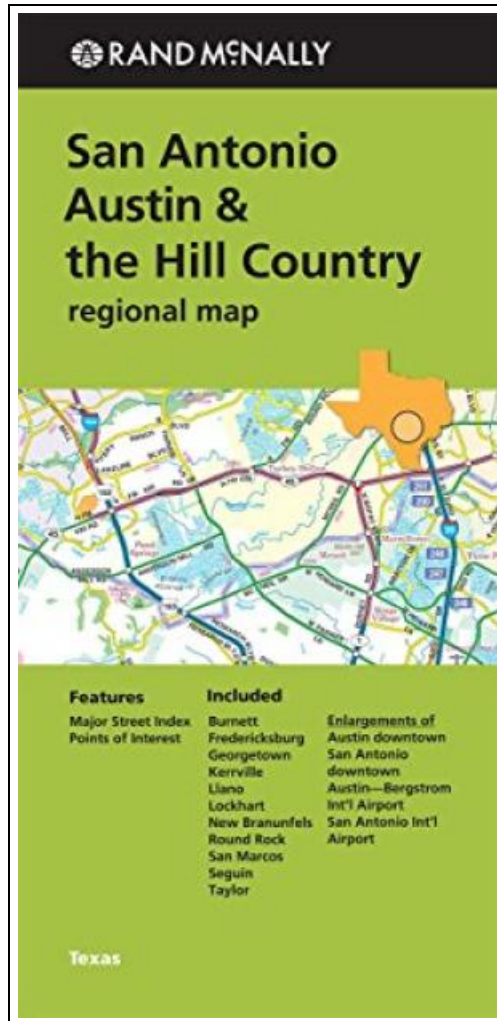 RAND McNALLY
San Antonio
Austin &
the Hill Country
regional map
Features
Major Street Index
Points of Interest
Included
Burnett
Fredericksburg
Georgetown
Kerrville
Llano
Lockhart
New Branunfels
Round Rock
San Marcos
Seguin
Taylor
Enlargements of
Austin downtown
San Antonio
downtown
Austin—Bergstrom
Int'l Airport
San Antonio Int'l
Airport
Texas